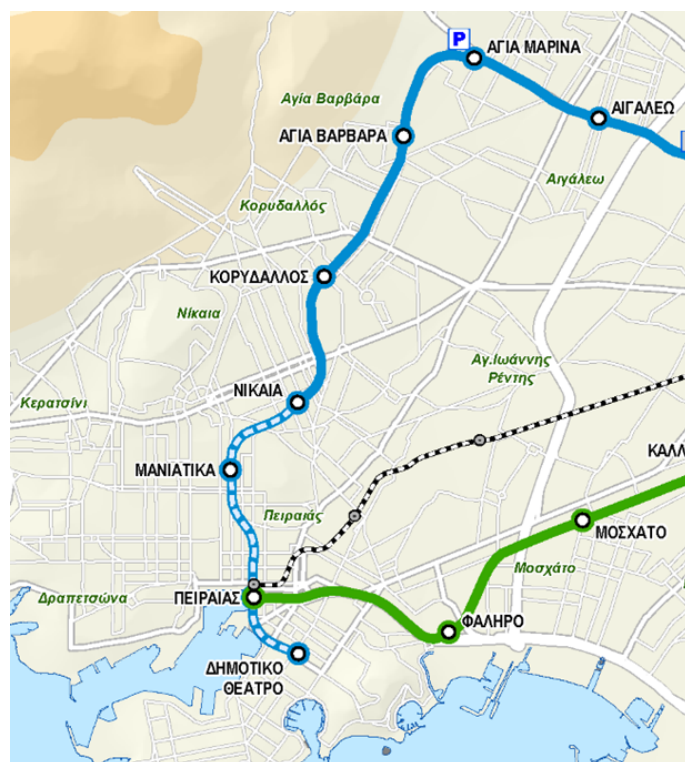 P
ΑΓΙΑ ΜΑΡΙΝΑ
Αγία Βαρβάρα
ΑΙΓΑΛΕΩ
ΑΓΙΑ ΒΑΡΒΑΡΑ
Αιγάλεω
Κορυδαλλός
ΚΟΡΥΔΑΛΛΟΣ
Νίκαια
Αγ.Ιωάννης
Ρέντης
ΝΙΚΑΙΑ
Κερατσίνι
ΜΑΝΙΑΤΙΚΑ
ΚΑΛΛ
Πειραιάς
ΜΟΣΧΑΤΟ
Μοσχάτο
Δραπετσώνα
ΠΕΙΡΑΙΑΣ
ΦΑΛΗΡΟ
ΔΗΜΟΤΙΚΟ
ΘΕΑΤΡΟ